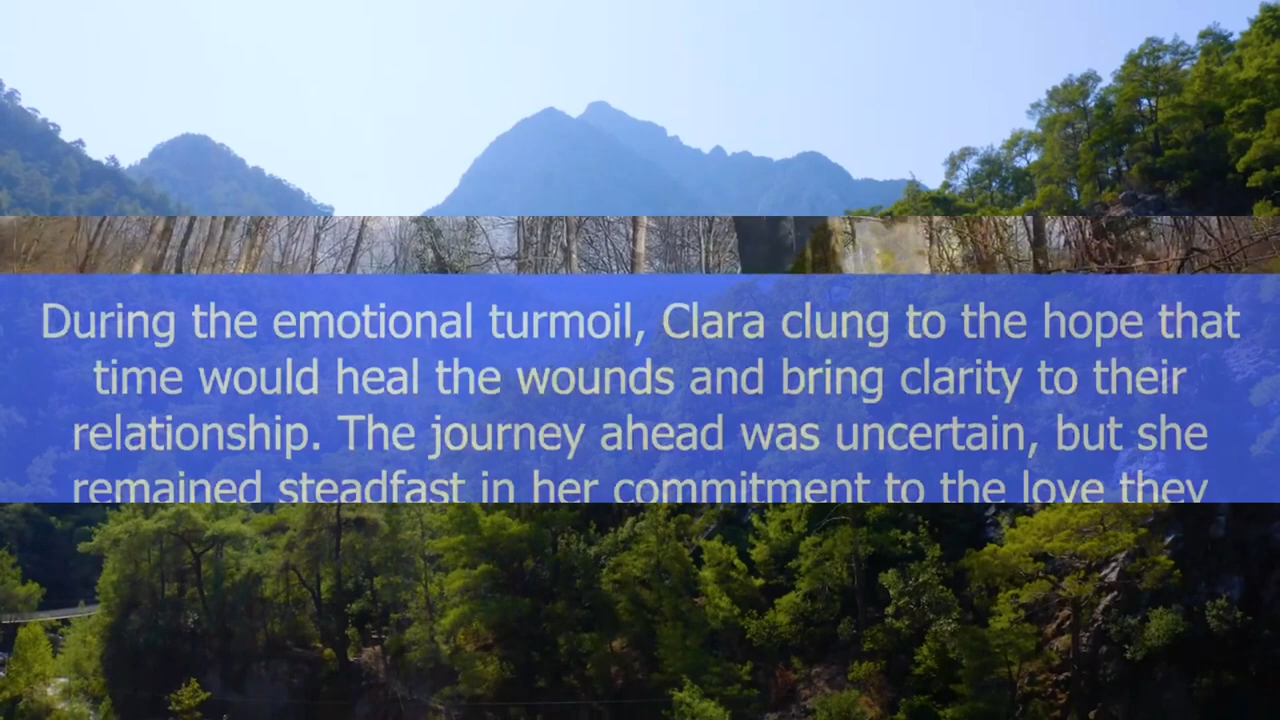 During the emotional turmoil, Clara clung to the hope that
time would heal the wounds and bring clarity to their
relationship. The journey ahead was uncertain, but she
remained steadfast in her commitment to the love they